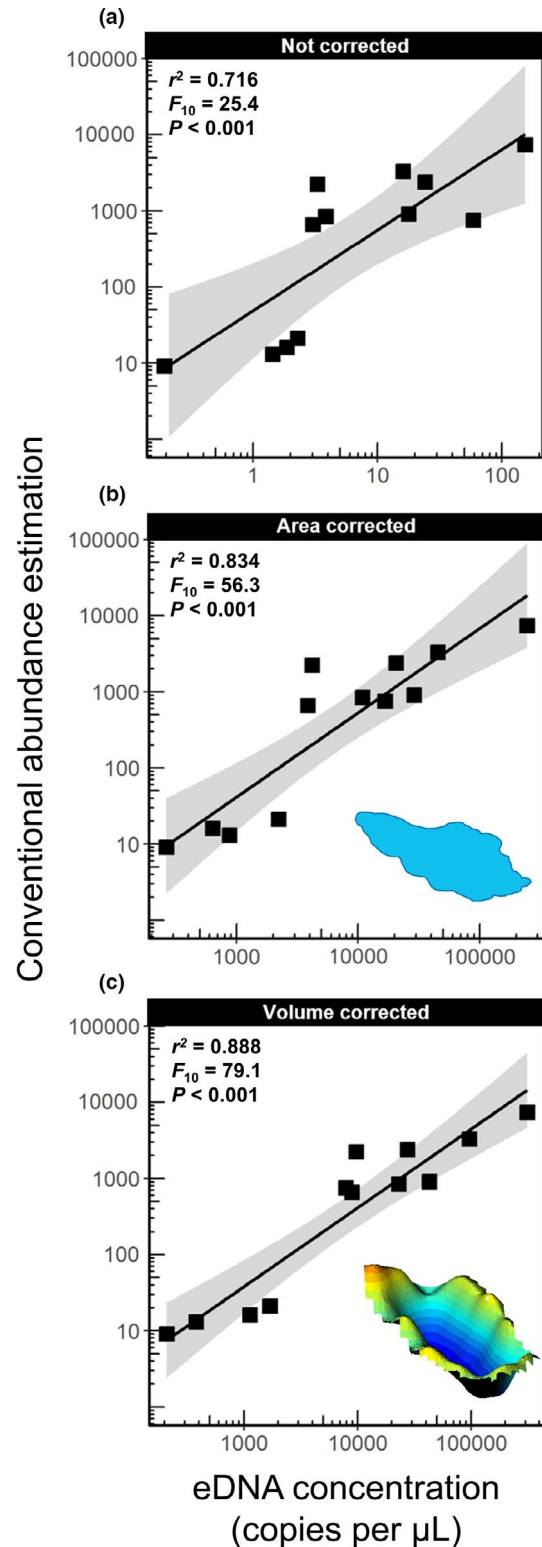 (a)
Not corrected
r² = 0.716
F₁₀ = 25.4
P < 0.001
100000
10000
1000
100
10
1
10
100
(b)
Area corrected
r² = 0.834
F₁₀ = 56.3
P < 0.001
100000
10000
1000
100
10
1000
10000
100000
(c)
Volume corrected
r² = 0.888
F₁₀ = 79.1
P < 0.001
100000
10000
1000
100
10
1000
10000
100000
Conventional abundance estimation
eDNA concentration
(copies per µL)